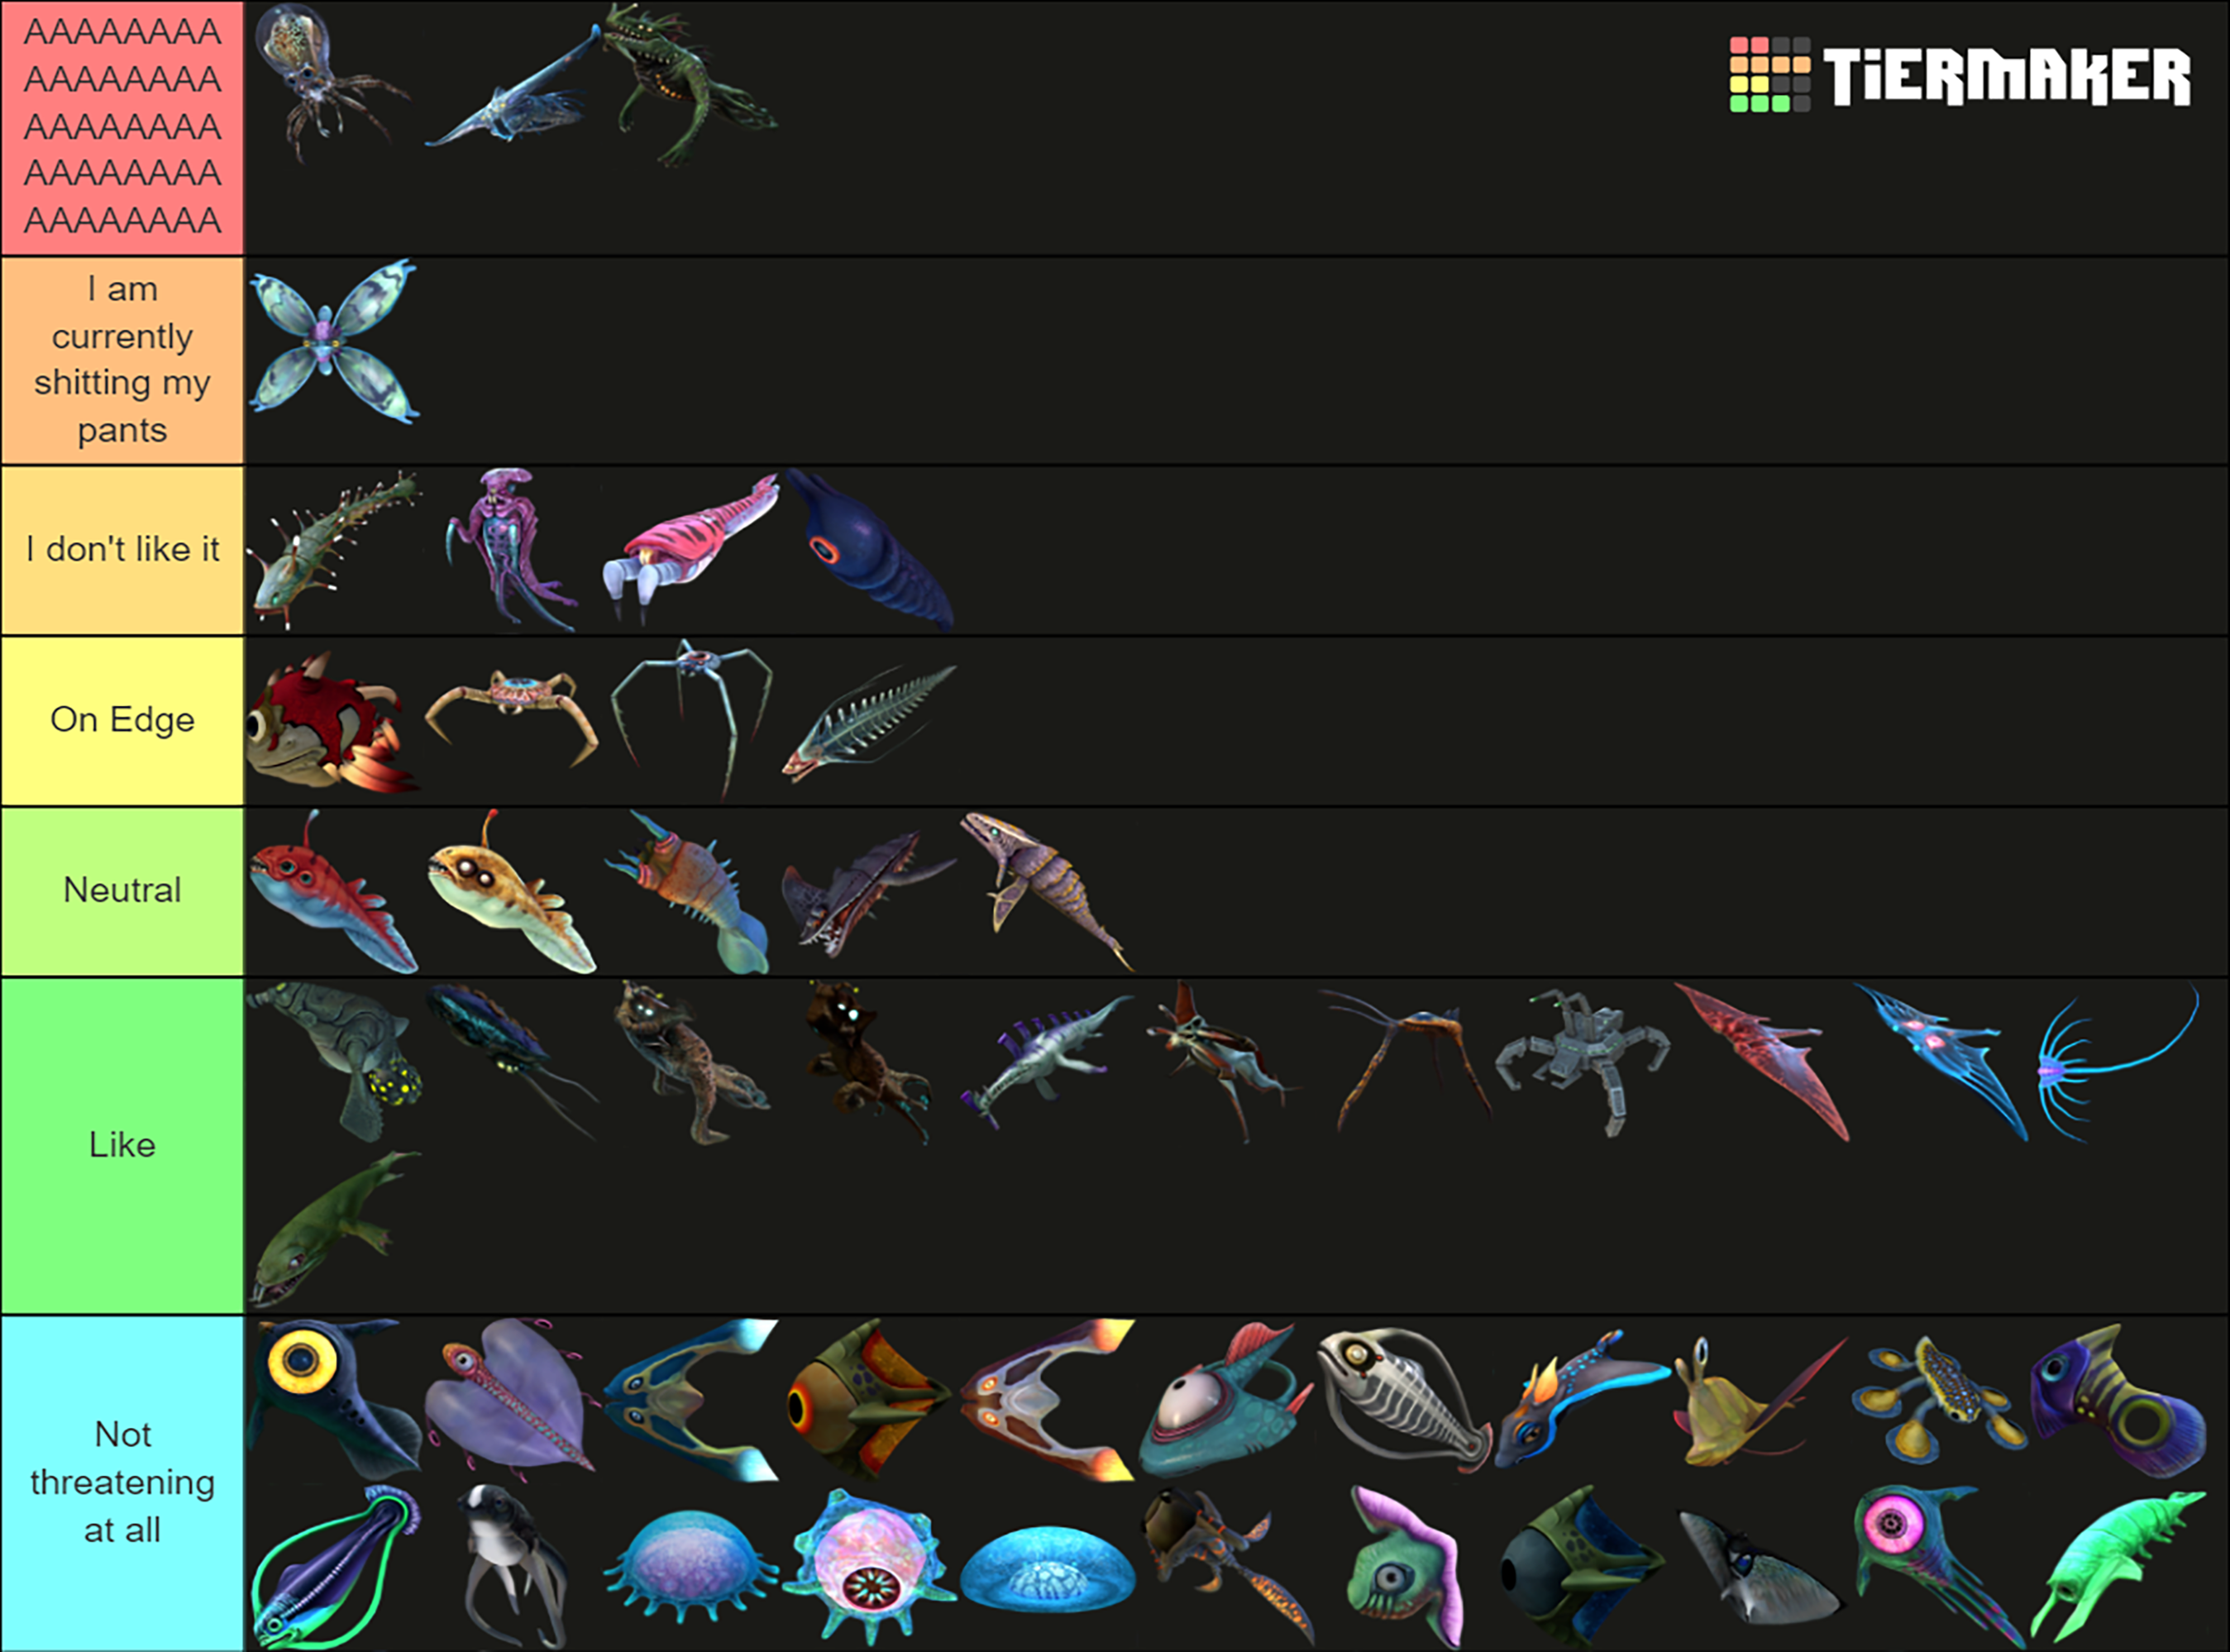 AAAAAAAA
AAAAAAAA
AAAAAAAA
AAAAAAAA
AAAAAAAA
TiERMAKER
I am
currently
shitting my
pants
I don't like it
On Edge
Neutral
Like
Not
threatening
at all